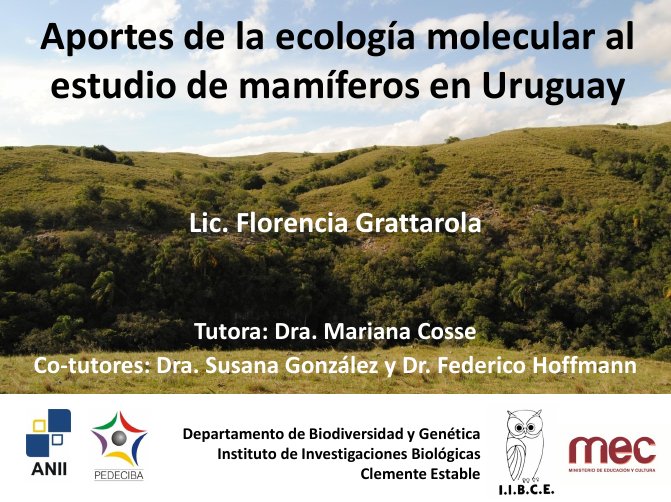 Aportes de la ecología molecular al
estudio de mamíferos en Uruguay
Lic. Florencia Grattarola
Tutora: Dra. Mariana Cosse
Co-tutores: Dra. Susana González y Dr. Federico Hoffmann
ANII
PEDECIBA
Departamento de Biodiversidad y Genética
Instituto de Investigaciones Biológicas
Clemente Estable
I.I.B.C.E.
mec
MINISTERIO DE EDUCACIÓN Y CULTURA